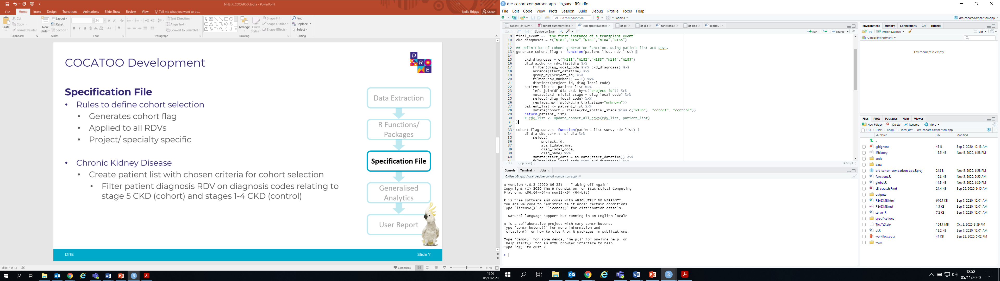 NHS_R_COCATOO_Lydia - PowerPoint
File Home Insert Design Transitions Animations Slide Show Review View Tell me what you want to do... Lydia Briggs Share
Paste Cut Copy Format Painter
Clipboard
New Slide Layout Reset Section
Slides
24
Font
Text Direction Align Text Convert to SmartArt
Paragraph
Arrange Quick Styles Shape Fill Shape Outline Shape Effects
Drawing
Find Replace Select
Editing
COCATOO Development
D
R O
E
Specification File
• Rules to define cohort selection
• Generates cohort flag
• Applied to all RDVs
• Project/ specialty specific
• Chronic Kidney Disease
• Create patient list with chosen criteria for cohort selection
• Filter patient diagnosis RDV on diagnosis codes relating to
stage 5 CKD (cohort) and stages 1-4 CKD (control)
Data Extraction
R Functions/
Packages
Specification File
Generalised
Analytics
User Report
DRE Slide 7
Slide 7 of 13 Comments 117%
18:58
05/11/2020
dre-cohort-comparison-app - lb_surv - RStudio
File Edit Code View Plots Session Build Debug Profile Tools Help
Go to file/function Addins dre-cohort-comparison-app
patient_list_surv cohort_summary.Rmd ckd_specification.R df_pil df_dia functions.R df_pde global.R
Source on Save Run Source
9 final_event <- "the first instance of a transplant event"
10 ckd_diagnoses = c("N181","N182","N183","N184","N185")
11
12 ## Definition of cohort generation function, using patient list and RDVs.
13 generate_cohort_flag <- function(patient_list, rdv_list) {
14
15 ckd_diagnoses = c("N181","N182","N183","N184","N185")
16 df_dia_ckd <- rdv_list$dia %>%
17 filter(diag_local_code %in% ckd_diagnoses) %>%
18 arrange(start_datetime) %>%
19 group_by(project_id) %>%
20 filter(row_number() == 1) %>%
21 distinct(project_id, diag_local_code)
22 patient_list <- patient_list %>%
23 left_join(df_dia_ckd, by=c("project_id")) %>%
24 mutate(ckd_initial_stage = diag_local_code) %>%
25 select(-diag_local_code) %>%
26 replace_na(list(ckd_initial_stage="unknown"))
27 patient_list <- patient_list %>%
28 mutate(cohort = ifelse(ckd_initial_stage %in% c("N185"), "cohort", "control"))
29 return(patient_list)
30 # rdv_list <- update_cohort_all_rdvs(rdv_list, patient_list)
31 }
32
33 cohort_flag_surv <- function(patient_list_surv, rdv_list) {
34 df_dia_ckd_surv <- df_dia %>%
35 select(
36 project_id,
37 start_datetime,
38 diag_local_code,
39 diag_name) %>%
40 mutate(start_date = as.Date(start_datetime)) %>%
31:2 (Top Level) R Script
Console Terminal Jobs
C:/Users/BriggL1/local_dev/dre-cohort-comparison-app/
R version 4.0.2 (2020-06-22) -- "Taking Off Again"
Copyright (C) 2020 The R Foundation for Statistical Computing
Platform: x86_64-w64-mingw32/x64 (64-bit)
R is free software and comes with ABSOLUTELY NO WARRANTY.
You are welcome to redistribute it under certain conditions.
Type 'license()' or 'licence()' for distribution details.
Natural language support but running in an English locale
R is a collaborative project with many contributors.
Type 'contributors()' for more information and
'citation()' on how to cite R or R packages in publications.
Type 'demo()' for some demos, 'help()' for on-line help, or
'help.start()' for an HTML browser interface to help.
Type 'q()' to quit R.
>
Environment History Connections Git Tutorial
Import Dataset List
Global Environment
Environment is empty
Files Plots Packages Help Viewer
New Folder Delete Rename More
C: Users BriggL1 local_dev dre-cohort-comparison-app
Name Size Modified
..
.gitignore 45 B Sep 7, 2020, 12:13 AM
.Rhistory 15.5 KB Nov 5, 2020, 6:58 PM
code
data
dre-cohort-comparison-app.Rproj 218 B Nov 5, 2020, 6:58 PM
functions.R 10.8 KB Nov 5, 2020, 9:55 AM
global.R 11.3 KB Nov 5, 2020, 6:39 PM
LB_scratch.Rmd 21.4 KB Sep 25, 2020, 9:15 AM
outputs
README.html 616.7 KB Sep 7, 2020, 12:01 AM
README.md 1.5 KB Sep 7, 2020, 12:01 AM
server.R 7.2 KB Sep 7, 2020, 12:01 AM
specifications
TinyTeX.zip 154.7 MB Oct 2, 2020, 3:59 PM
ui.R 12.2 KB Sep 7, 2020, 12:01 AM
workflow.pptx 41 KB Sep 22, 2020, 5:02 PM
www
18:58
05/11/2020